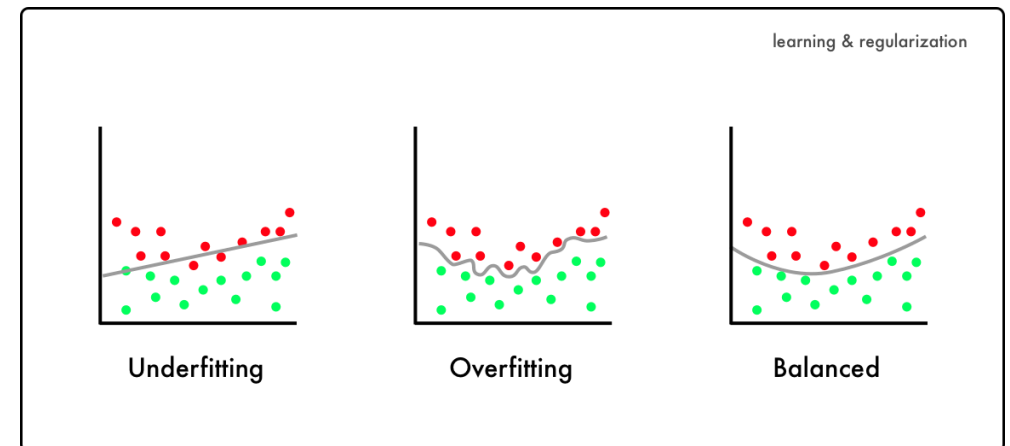 learning & regularization
Underfitting
Overfitting
Balanced